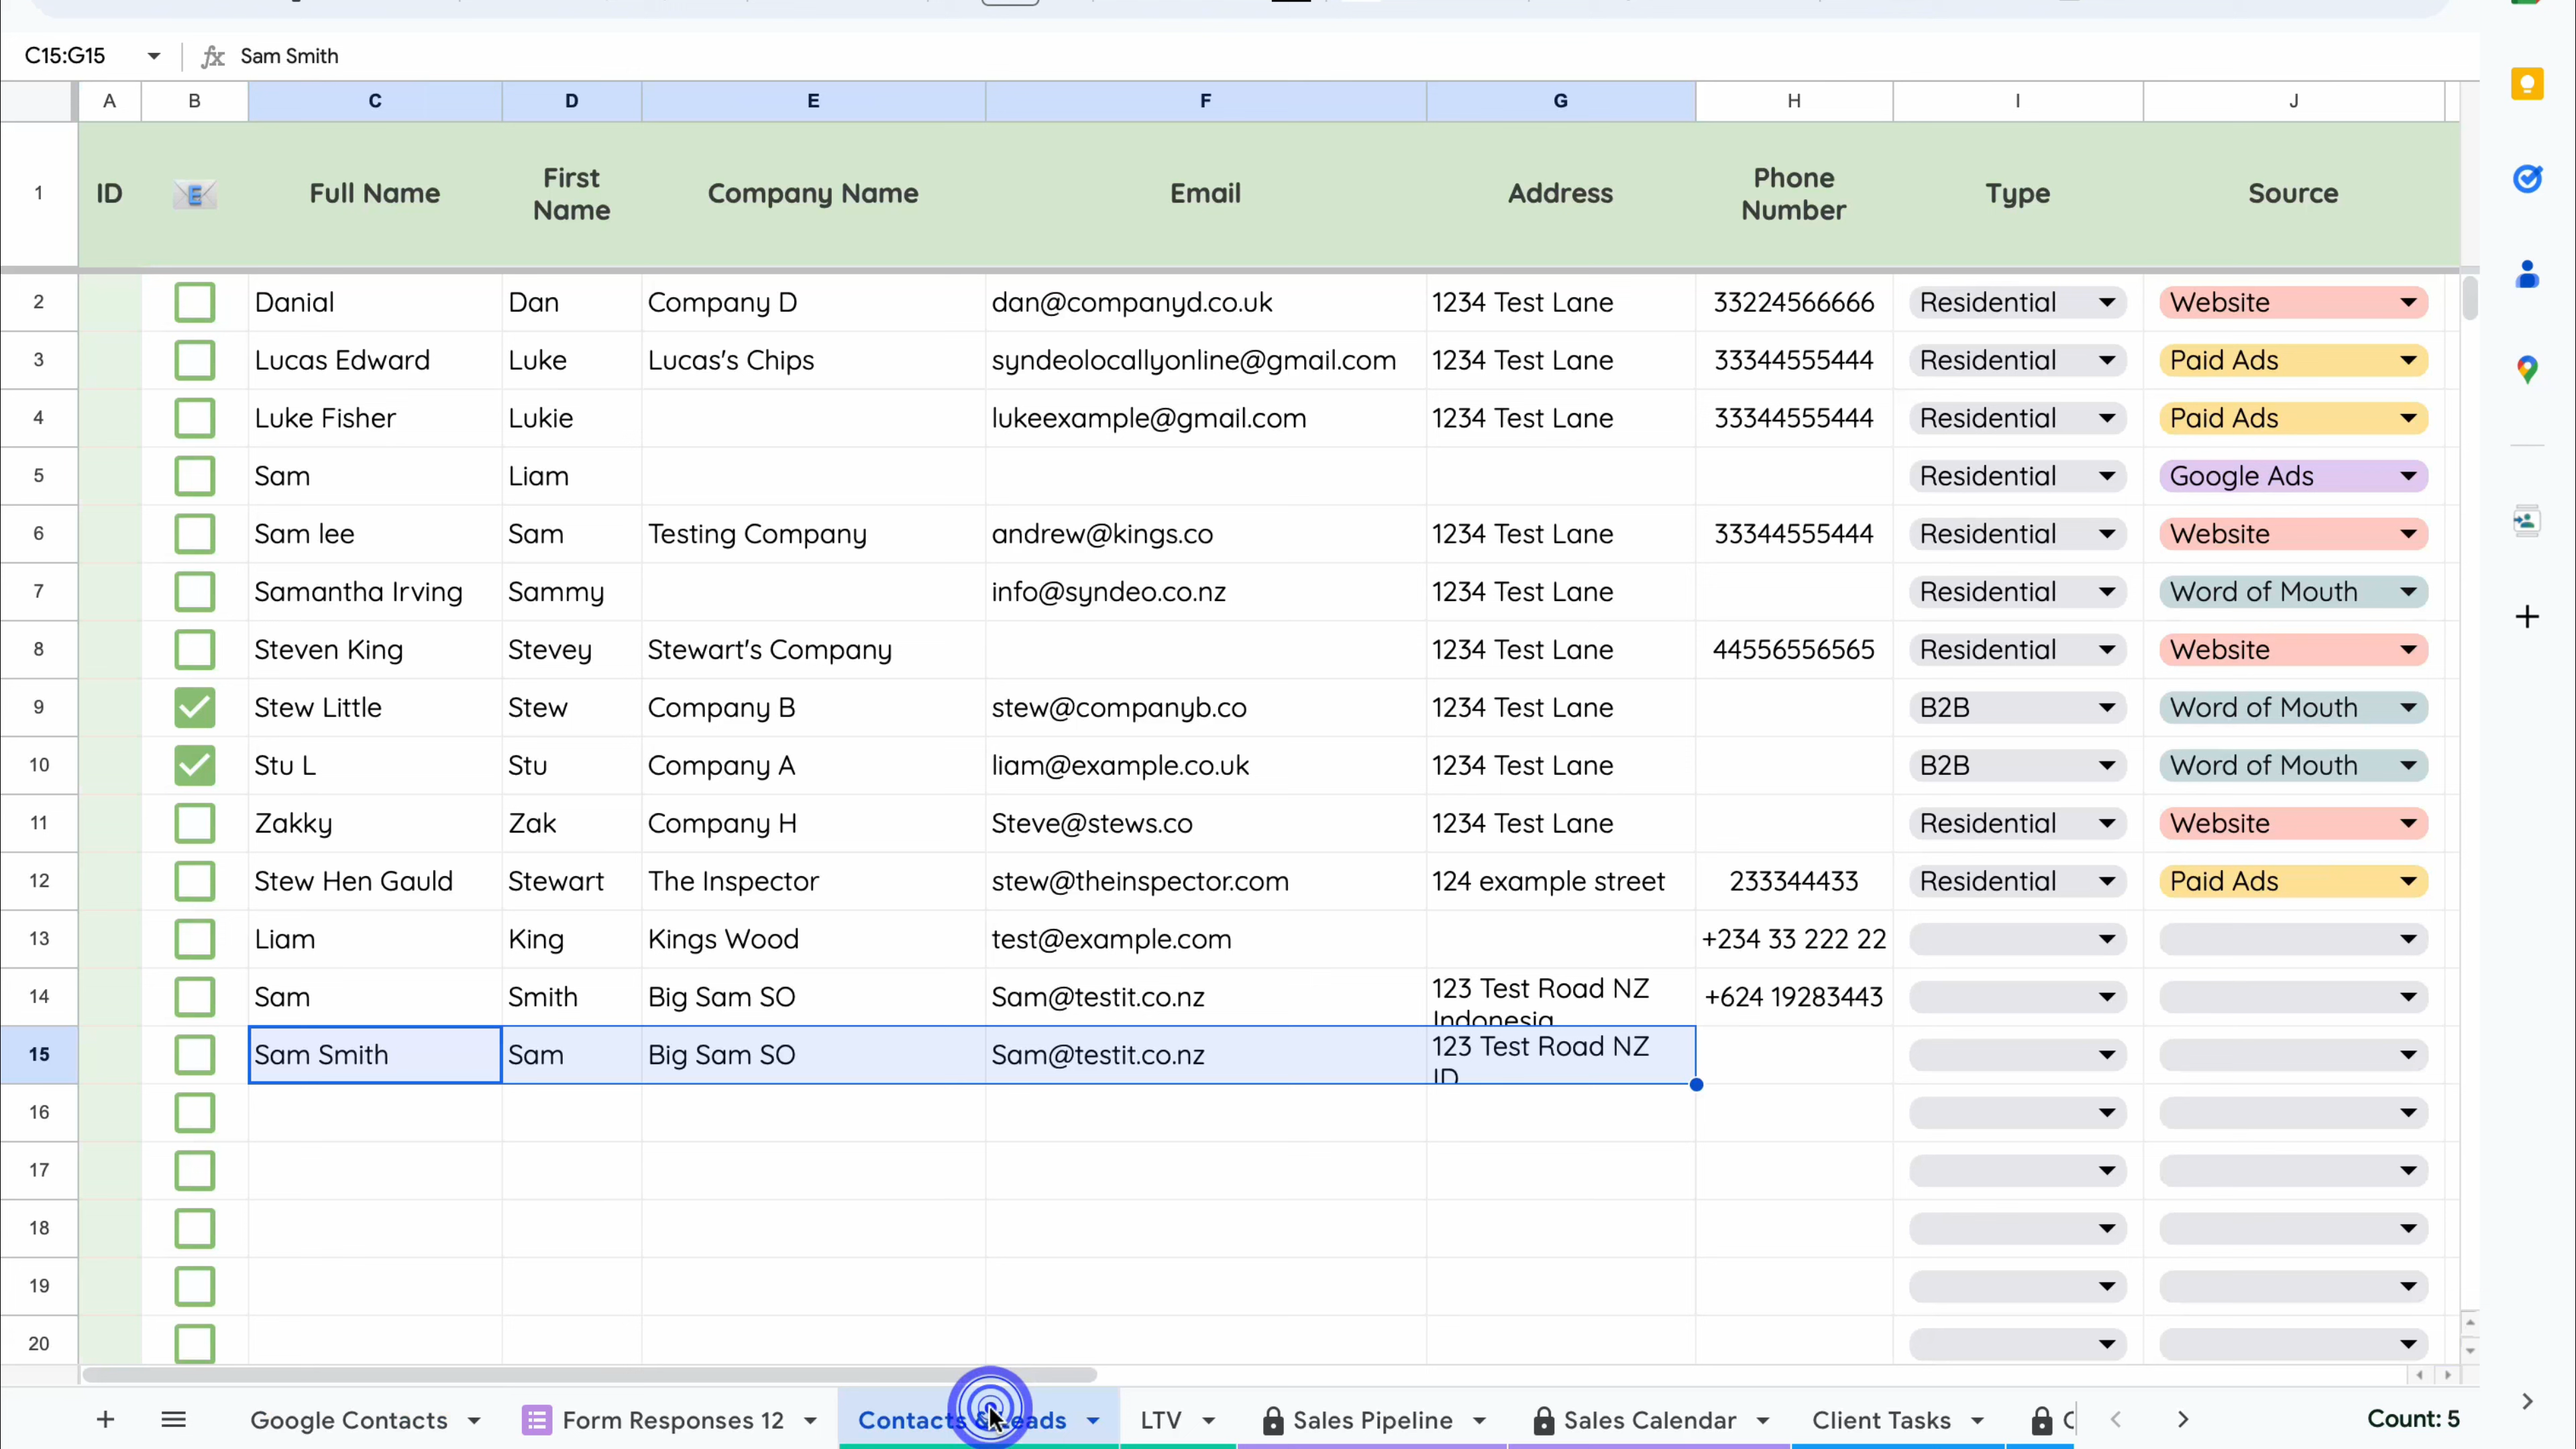 C15:G15 fx Sam Smith
A B C D E F G H I J
1 ID E Full Name First Name Company Name Email Address Phone Number Type Source
2 Danial Dan Company D dan@companyd.co.uk 1234 Test Lane 33224566666 Residential Website
3 Lucas Edward Luke Lucas's Chips syndeolocallyonline@gmail.com 1234 Test Lane 33344555444 Residential Paid Ads
4 Luke Fisher Lukie lukeexample@gmail.com 1234 Test Lane 33344555444 Residential Paid Ads
5 Sam Liam Residential Google Ads
6 Sam lee Sam Testing Company andrew@kings.co 1234 Test Lane 33344555444 Residential Website
7 Samantha Irving Sammy info@syndeo.co.nz 1234 Test Lane Residential Word of Mouth
8 Steven King Stevey Stewart's Company 1234 Test Lane 44556556565 Residential Website
9 Stew Little Stew Company B stew@companyb.co 1234 Test Lane B2B Word of Mouth
10 Stu L Stu Company A liam@example.co.uk 1234 Test Lane B2B Word of Mouth
11 Zakky Zak Company H Steve@stews.co 1234 Test Lane Residential Website
12 Stew Hen Gauld Stewart The Inspector stew@theinspector.com 124 example street 233344433 Residential Paid Ads
13 Liam King Kings Wood test@example.com +234 33 222 22
14 Sam Smith Big Sam SO Sam@testit.co.nz 123 Test Road NZ Indonesia +624 19283443
15 Sam Smith Sam Big Sam SO Sam@testit.co.nz 123 Test Road NZ ID
16
17
18
19
20
Google Contacts Form Responses 12 Contacts & Leads LTV Sales Pipeline Sales Calendar Client Tasks Count: 5